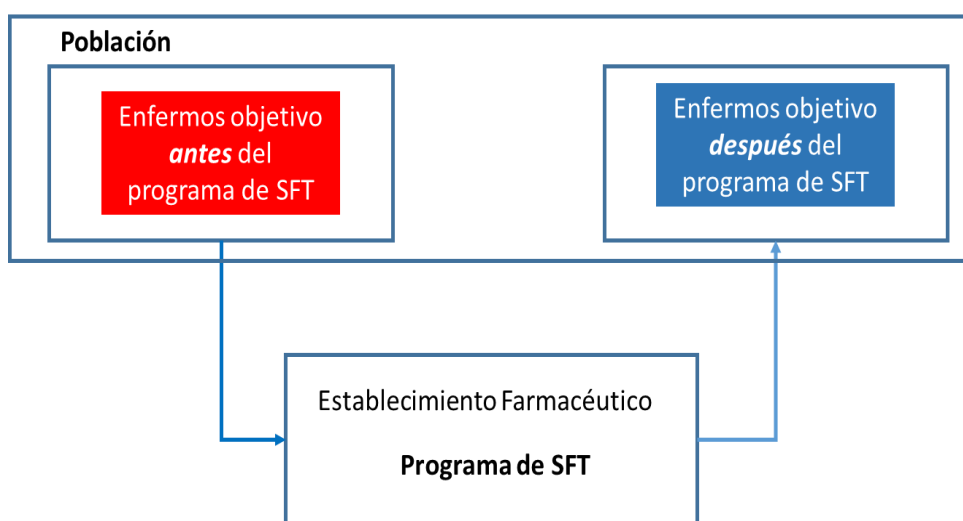 Población
Enfermos objetivo
antes del
programa de SFT
Enfermos objetivo
después del
programa de SFT
Establecimiento Farmacéutico
Programa de SFT